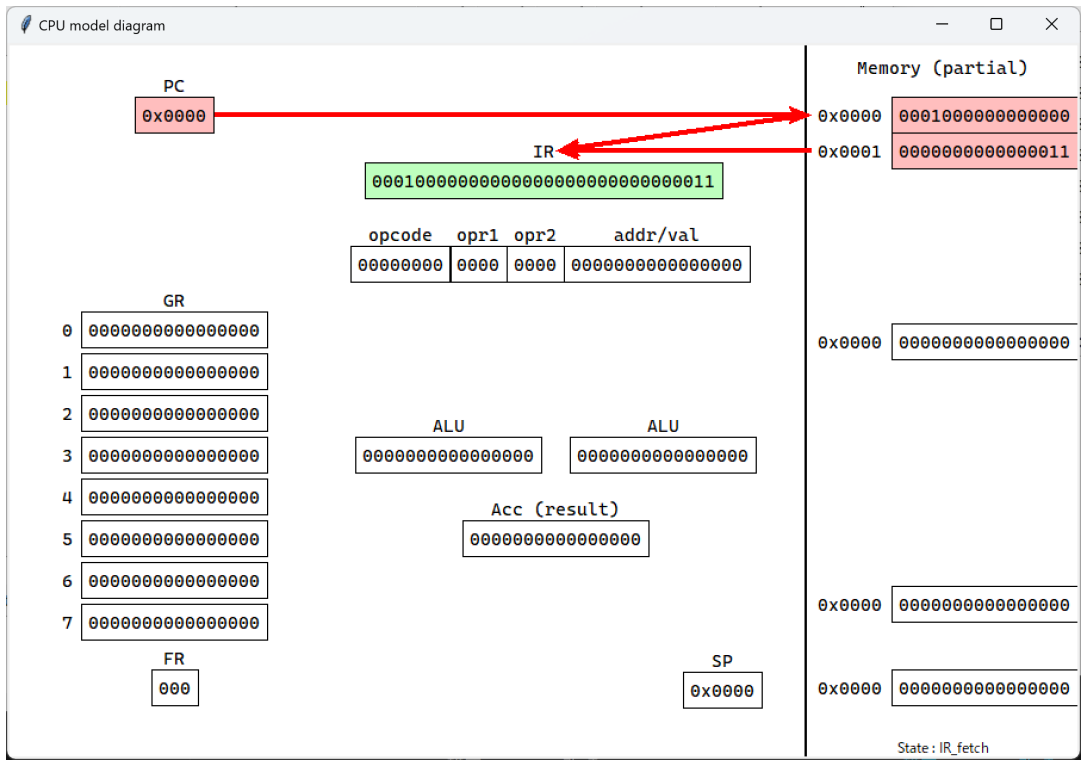 CPU model diagram
Memory (partial)
PC
0x0000
0x0000 0001000000000000
0x0001 0000000000000011
IR
00010000000000000000000000000011
opcode opr1 opr2 addr/val
00000000 0000 0000 0000000000000000
GR
0 0000000000000000
1 0000000000000000
2 0000000000000000
3 0000000000000000
4 0000000000000000
5 0000000000000000
6 0000000000000000
7 0000000000000000
FR
000
ALU ALU
0000000000000000 0000000000000000
Acc (result)
0000000000000000
SP
0x0000
0x0000 0000000000000000
0x0000 0000000000000000
0x0000 0000000000000000
State : IR_fetch